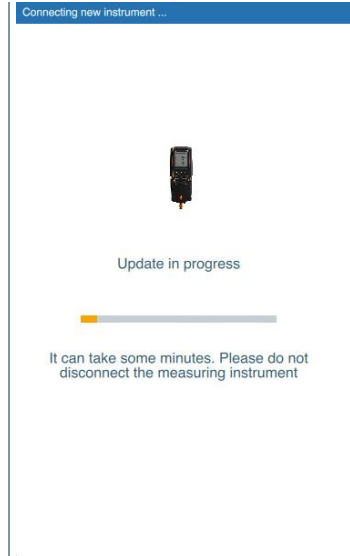 Connecting new instrument ...
Update in progress
It can take some minutes. Please do not
disconnect the measuring instrument